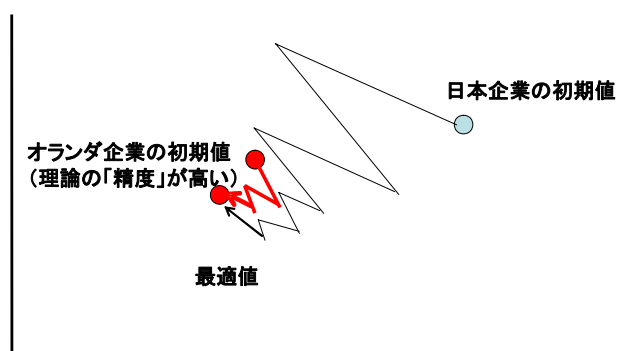 日本企業の初期値
オランダ企業の初期値
（理論の「精度」が高い）
最適値